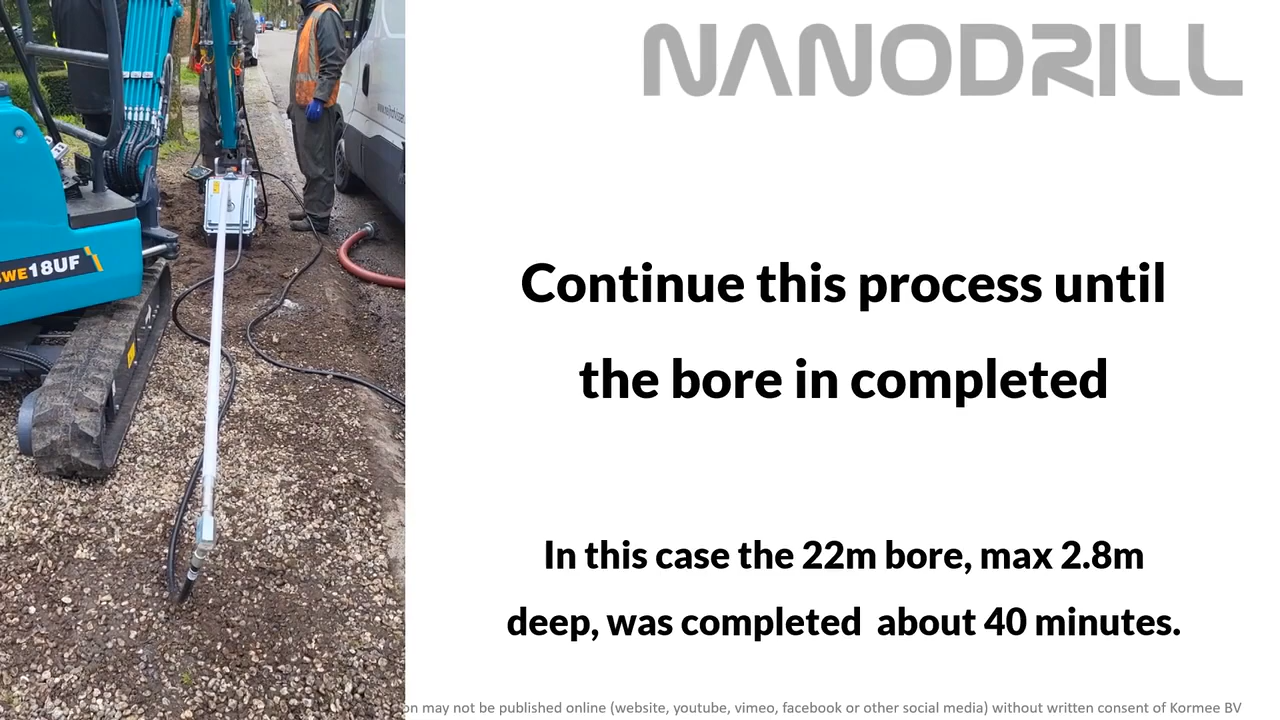 NANODRILL
WE18UF
Continue this process until
the bore in completed
In this case the 22m bore, max 2.8m
deep, was completed about 40 minutes.
may not be published online (website, youtube, vimeo, facebook or other social media) without written consent of Kormee BV